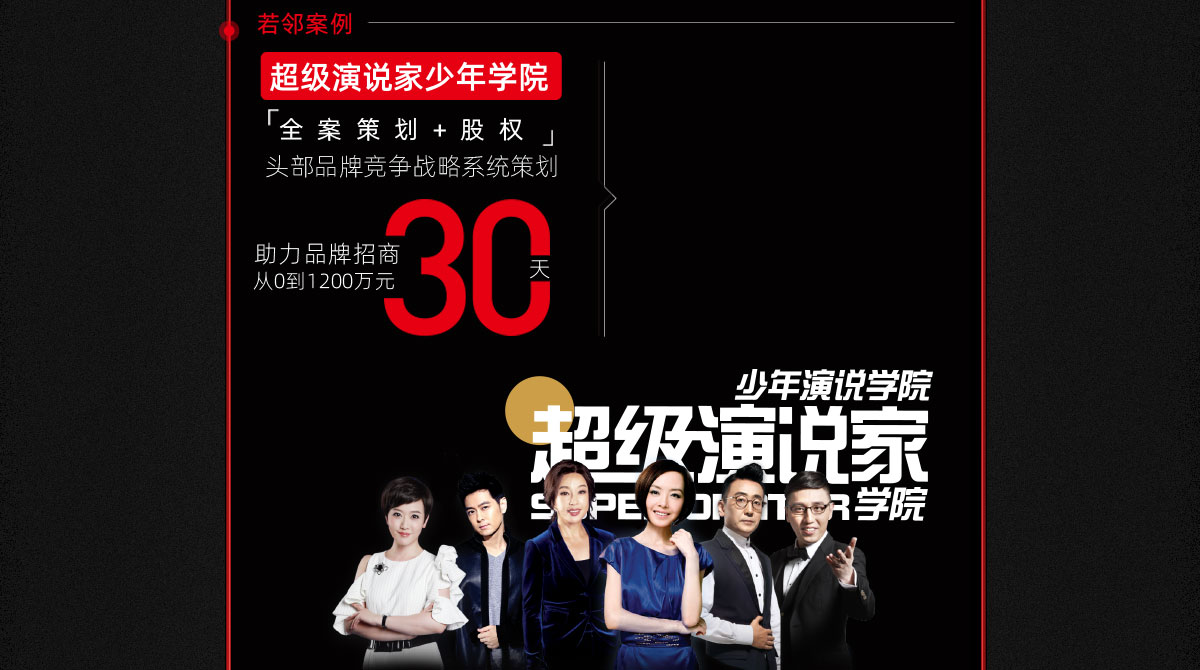 若邻案例
超级演说家少年学院
「全案策划+股权」
头部品牌竞争战略系统策划
助力品牌招商
从0到1200万元
30天
少年演说学院
超级演说家
学院